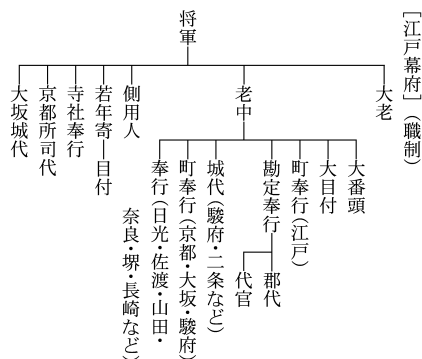 ［江戸幕府］（職制）
将軍
大老
老中
大番頭
大目付
町奉行（江戸）
勘定奉行
郡代
代官
城代（駿府・二条など）
町奉行（京都・大坂・駿府）
奉行（日光・佐渡・山田・
奈良・堺・長崎など）
側用人
若年寄
目付
寺社奉行
京都所司代
大坂城代